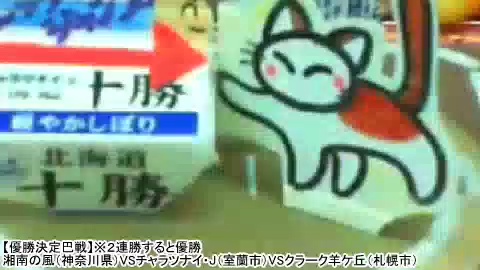 十勝
軽やかしぼり
北海道
十勝
【優勝決定巴戦】※2連勝すると優勝
湘南の風(神奈川県)VSチャラツナイ・J(室蘭市)VSクラーク羊ケ丘(札幌市)